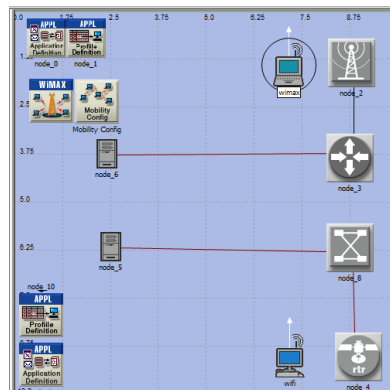 0.0 1.25 2.5 3.75 5.0 6.25 7.5 8.75
APPL APPL
Application Definition
Profile Definition
node_0 node_1
node_2
wimax
WiMAX
Mobility Config
Mobility Config
2.5
3.75
node_6
node_3
5.0
6.25
node_5
node_8
node_10
APPL
Profile Definition
APPL
Application Definition
wifi
rtr
node_4